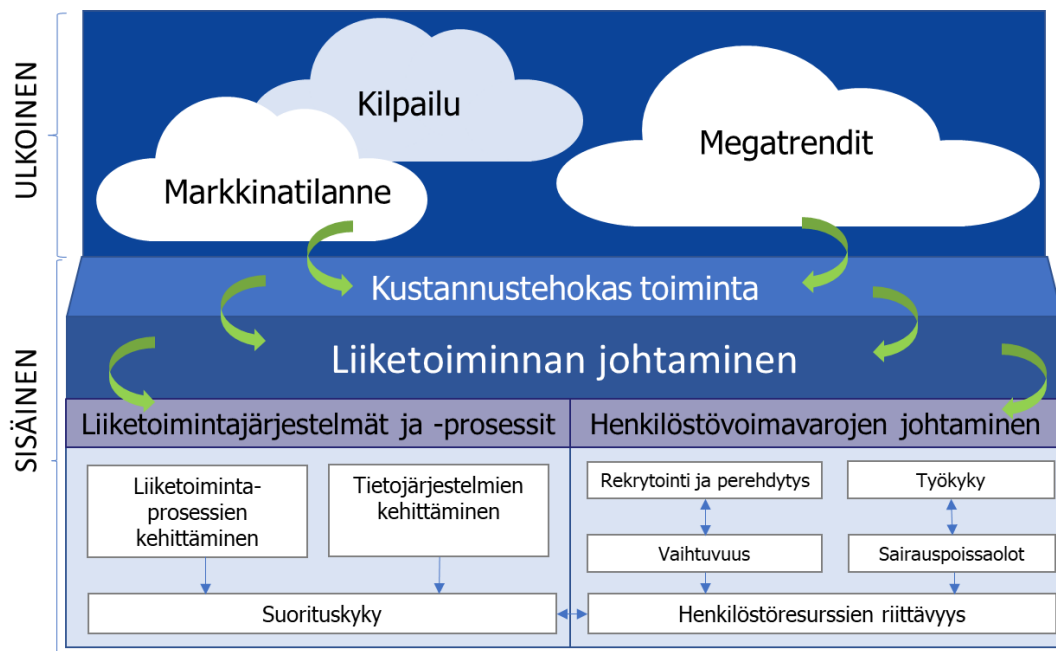 ULKOINEN
Kilpailu
Megatrendit
Markkinatilanne
SISÄINEN
Kustannustehokas toiminta
Liiketoiminnan johtaminen
Liiketoimintajärjestelmät ja -prosessit
Henkilöstövoimavarojen johtaminen
Liiketoiminta-
prosessien
kehittäminen
Tietojärjestelmien
kehittäminen
Rekrytointi ja perehdytys
Työkyky
Vaihtuvuus
Sairauspoissaolot
Suorituskyky
Henkilöstöresurssien riittävyys